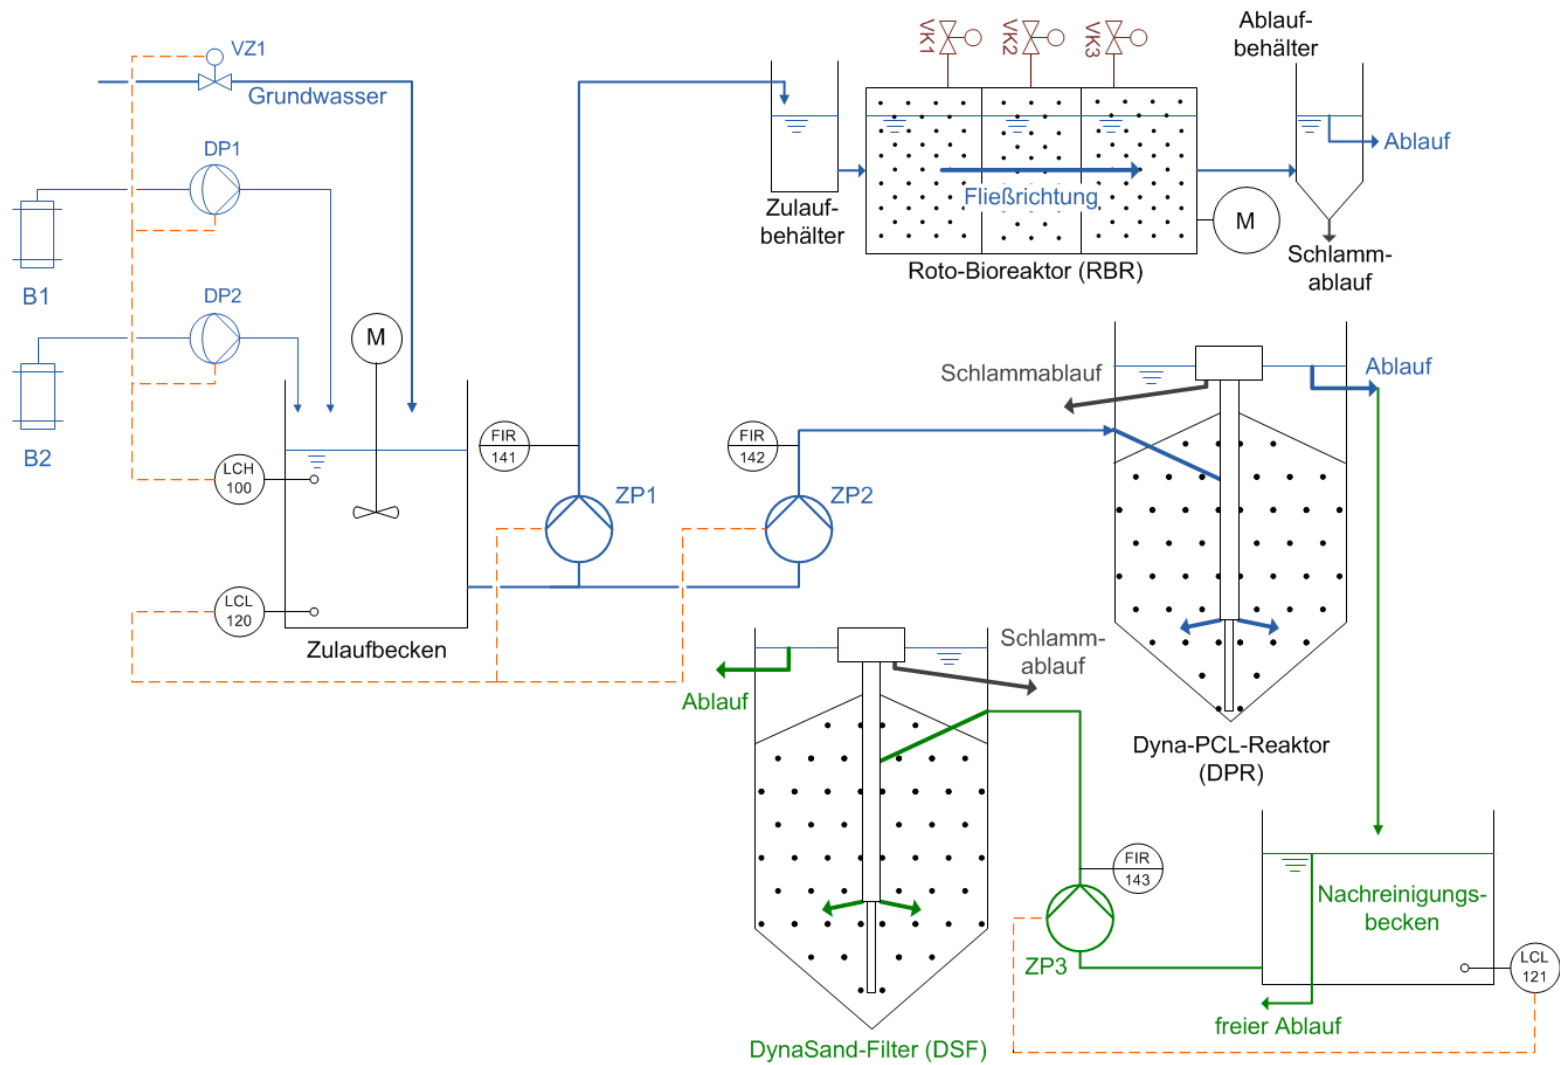 VZ1
Grundwasser
DP1
B1
DP2
B2
M
LCH
100
LCL
120
Zulaufbecken
FIR
141
ZP1
FIR
142
ZP2
Zulauf-
behälter
VK1
VK2
VK3
Fließrichtung
Roto-Bioreaktor (RBR)
M
Ablauf-
behälter
Ablauf
Schlamm-
ablauf
Schlammablauf
Ablauf
Dyna-PCL-Reaktor
(DPR)
Schlamm-
ablauf
Ablauf
DynaSand-Filter (DSF)
FIR
143
ZP3
Nachreinigungs-
becken
LCL
121
freier Ablauf